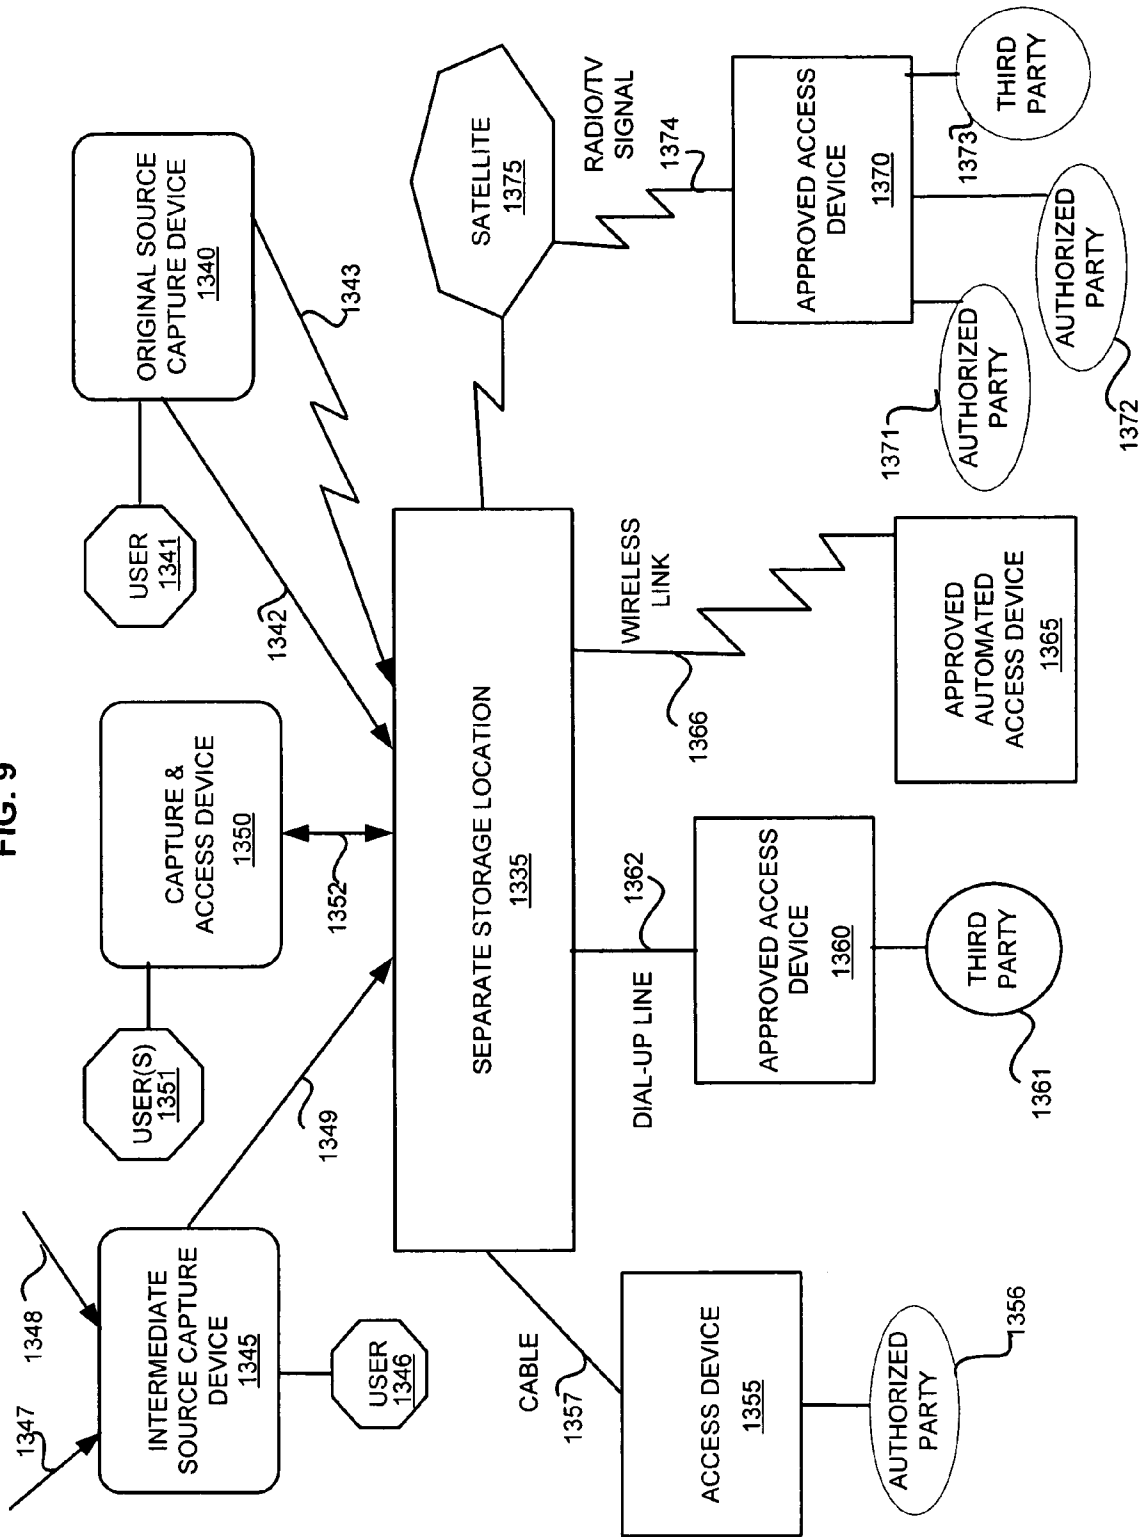 FIG. 9
1347
1348
INTERMEDIATE
SOURCE CAPTURE
DEVICE
1345
USER
1346
1349
USER(S)
1351
CAPTURE &
ACCESS DEVICE
1350
1352
USER
1341
ORIGINAL SOURCE
CAPTURE DEVICE
1340
1342
1343
SEPARATE STORAGE LOCATION
1335
SATELLITE
1375
RADIO/TV
SIGNAL
1374
CABLE
1357
ACCESS DEVICE
1355
AUTHORIZED
PARTY
1356
DIAL-UP LINE
1362
APPROVED ACCESS
DEVICE
1360
THIRD
PARTY
1361
WIRELESS
LINK
1366
APPROVED
AUTOMATED
ACCESS DEVICE
1365
APPROVED ACCESS
DEVICE
1370
1371
AUTHORIZED
PARTY
AUTHORIZED
PARTY
1372
1373
THIRD
PARTY